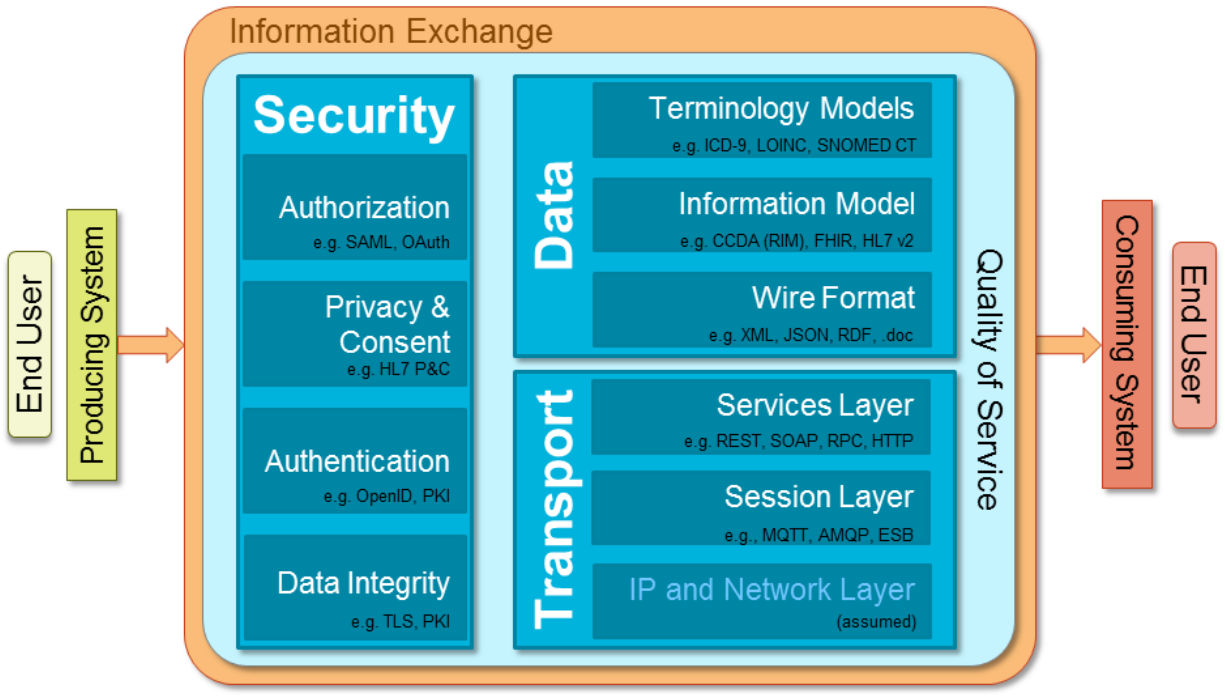 Information Exchange
End User
Producing System
Security
Authorization
e.g. SAML, OAuth
Privacy &
Consent
e.g. HL7 P&C
Authentication
e.g. OpenID, PKI
Data Integrity
e.g. TLS, PKI
Data
Terminology Models
e.g. ICD-9, LOINC, SNOMED CT
Information Model
e.g. CCDA (RIM), FHIR, HL7 v2
Wire Format
e.g. XML, JSON, RDF, .doc
Transport
Services Layer
e.g. REST, SOAP, RPC, HTTP
Session Layer
e.g., MQTT, AMQP, ESB
IP and Network Layer
(assumed)
Quality of Service
Consuming System
End User